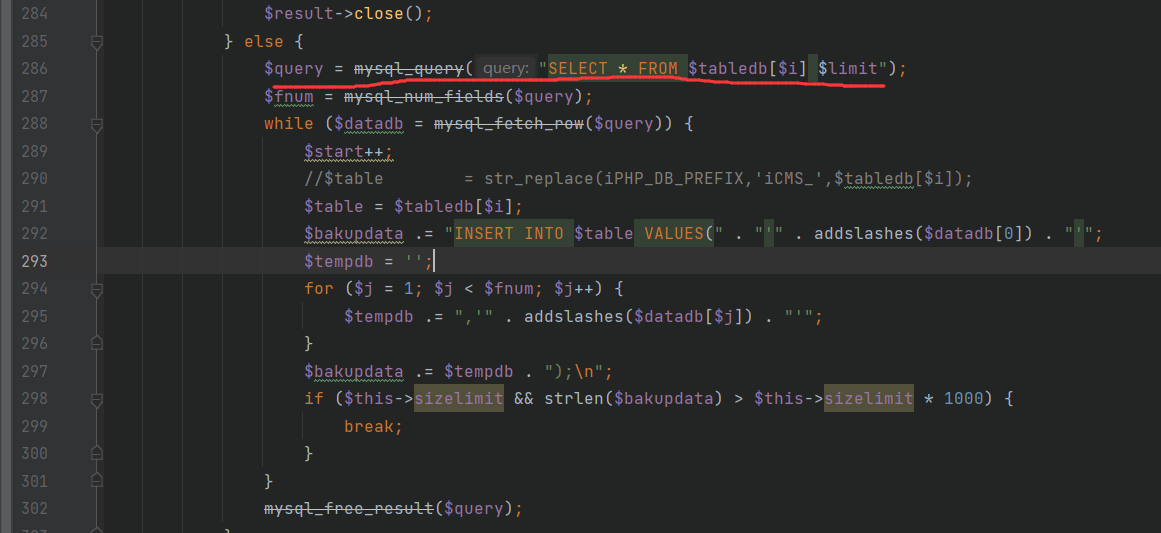 284 $result->close();
285 } else {
286 $query = mysql_query( query: "SELECT * FROM $tabledb[$i] $limit");
287 $fnum = mysql_num_fields($query);
288 while ($datadb = mysql_fetch_row($query)) {
289 $start++;
290 //$table        = str_replace(iPHP_DB_PREFIX,'iCMS_',$tabledb[$i]);
291 $table = $tabledb[$i];
292 $bakupdata .= "INSERT INTO $table VALUES(" . "'" . addslashes($datadb[0]) . "'";
293 $tempdb = '';
294 for ($j = 1; $j < $fnum; $j++) {
295 $tempdb .= ",'" . addslashes($datadb[$j]) . "'";
296 }
297 $bakupdata .= $tempdb . ");\n";
298 if ($this->sizelimit && strlen($bakupdata) > $this->sizelimit * 1000) {
299 break;
300 }
301 }
302 mysql_free_result($query);